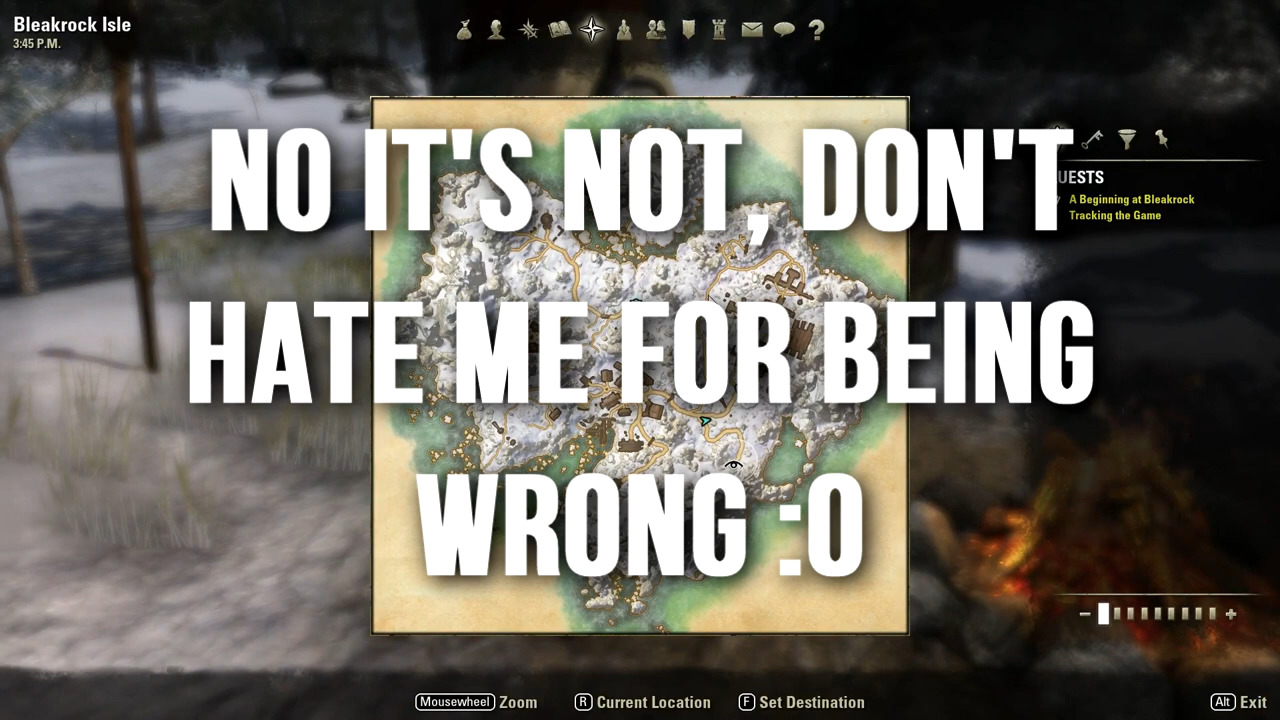 Bleakrock Isle
3:45 P.M.
NO IT'S NOT, DON'T
HATE ME FOR BEING
WRONG :O
UESTS
A Beginning at Bleakrock
Tracking the Game
Mousewheel Zoom
R Current Location
F Set Destination
Alt Exit